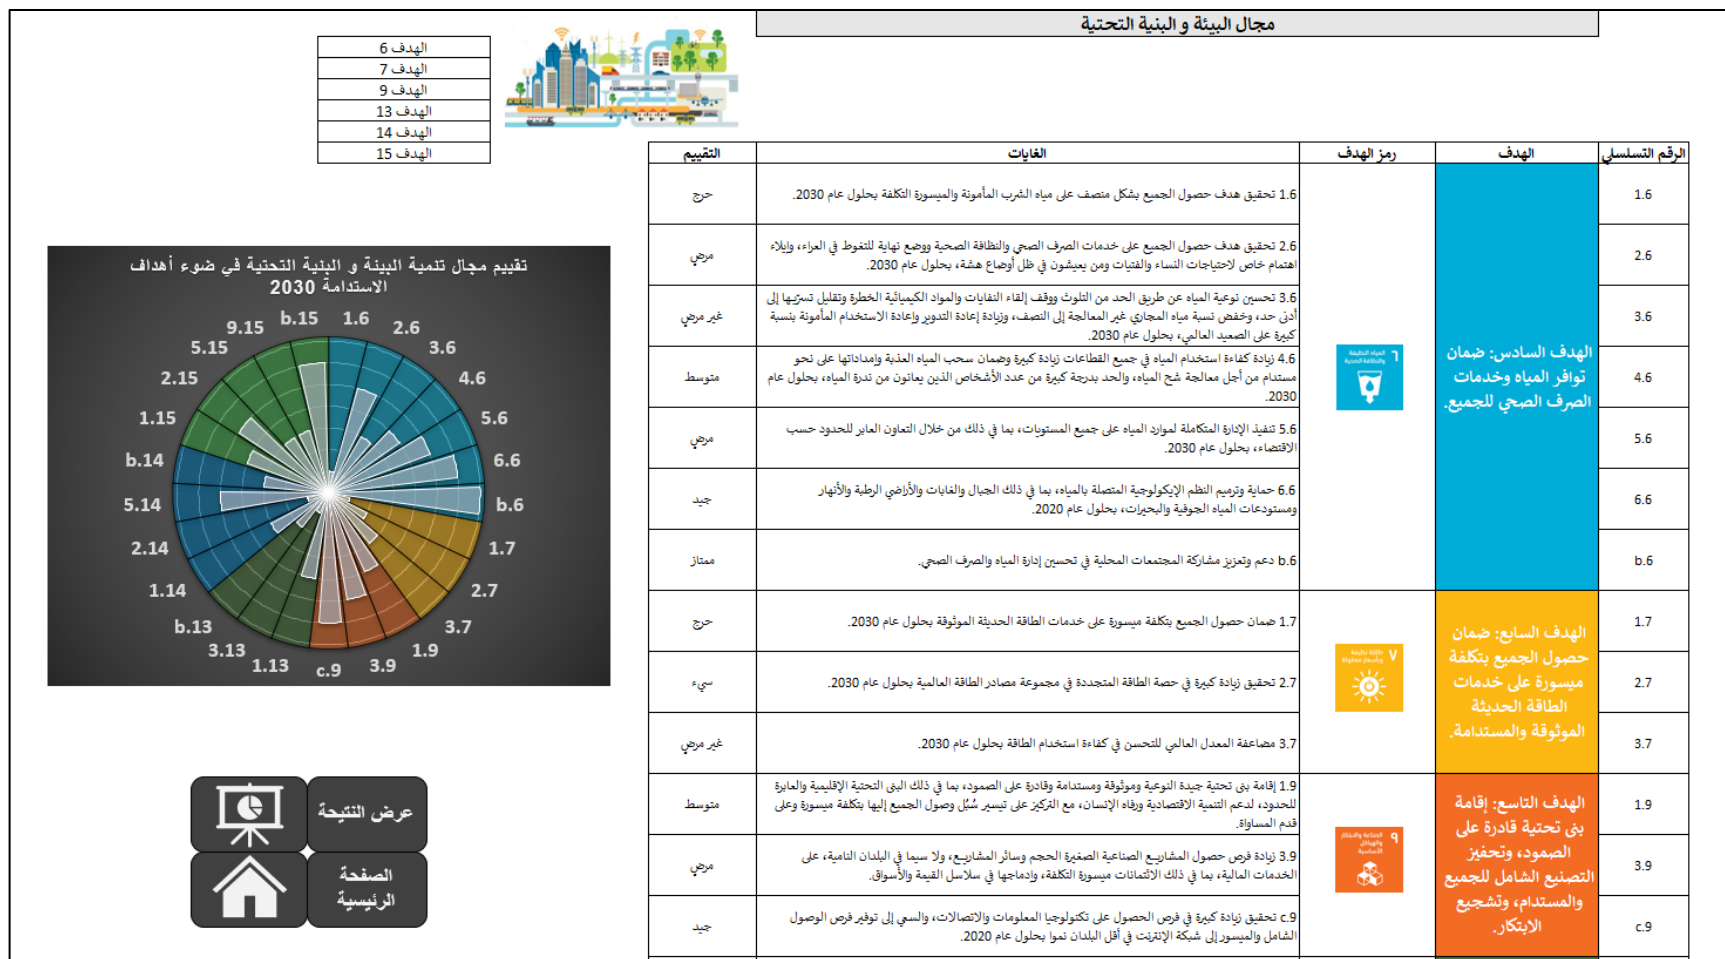 مجال البيئة و البنية التحتية
الهدف 6
الهدف 7
الهدف 9
الهدف 13
الهدف 14
الهدف 15
الرقم التسلسلي
الهدف
رمز الهدف
الغايات
التقييم
1.6
1.6 تحقيق هدف حصول الجميع بشكل منصف على مياه الشرب المأمونة والميسورة التكلفة بحلول عام 2030.
حرج
2.6
2.6 تحقيق هدف حصول الجميع على خدمات الصرف الصحي والنظافة الصحية ووضع نهاية للتغوط في العراء، وإيلاء
اهتمام خاص لاحتياجات النساء والفتيات ومن يعيشون في ظل أوضاع هشة، بحلول عام 2030.
مرضٍ
3.6
3.6 تحسين نوعية المياه عن طريق الحد من التلوث ووقف إلقاء النفايات والمواد الكيميائية الخطرة وتقليل تسرّبها إلى
أدنى حد، وخفض نسبة مياه المجاري غير المعالجة إلى النصف، وزيادة إعادة التدوير وإعادة الاستخدام المأمونة بنسبة
كبيرة على الصعيد العالمي، بحلول عام 2030.
غير مرضٍ
الهدف السادس: ضمان
توافر المياه وخدمات
الصرف الصحي للجميع.
٦ المياه النظيفة
والنظافة الصحية
4.6
4.6 زيادة كفاءة استخدام المياه في جميع القطاعات زيادة كبيرة وضمان سحب المياه العذبة وإمداداتها على نحو
مستدام من أجل معالجة شح المياه، والحد بدرجة كبيرة من عدد الأشخاص الذين يعانون من ندرة المياه، بحلول عام
2030.
متوسط
5.6
5.6 تنفيذ الإدارة المتكاملة لموارد المياه على جميع المستويات، بما في ذلك من خلال التعاون العابر للحدود حسب
الاقتضاء، بحلول عام 2030.
مرضٍ
6.6
6.6 حماية وترميم النظم الإيكولوجية المتصلة بالمياه، بما في ذلك الجبال والغابات والأراضي الرطبة والأنهار
ومستودعات المياه الجوفية والبحيرات، بحلول عام 2020.
جيد
b.6
b.6 دعم وتعزيز مشاركة المجتمعات المحلية في تحسين إدارة المياه والصرف الصحي.
ممتاز
1.7
1.7 ضمان حصول الجميع بتكلفة ميسورة على خدمات الطاقة الحديثة الموثوقة بحلول عام 2030.
حرج
الهدف السابع: ضمان
حصول الجميع بتكلفة
ميسورة على خدمات
الطاقة الحديثة
الموثوقة والمستدامة.
٧ طاقة نظيفة
وبأسعار معقولة
2.7
2.7 تحقيق زيادة كبيرة في حصة الطاقة المتجددة في مجموعة مصادر الطاقة العالمية بحلول عام 2030.
سيء
3.7
3.7 مضاعفة المعدل العالمي للتحسن في كفاءة استخدام الطاقة بحلول عام 2030.
غير مرضٍ
1.9
1.9 إقامة بنى تحتية جيدة النوعية وموثوقة ومستدامة وقادرة على الصمود، بما في ذلك البنى التحتية الإقليمية والعابرة
للحدود، لدعم التنمية الاقتصادية ورفاه الإنسان، مع التركيز على تيسير سُبُل وصول الجميع إليها بتكلفة ميسورة وعلى
قدم المساواة.
متوسط
الهدف التاسع: إقامة
بنى تحتية قادرة على
الصمود، وتحفيز
التصنيع الشامل للجميع
والمستدام، وتشجيع
الابتكار.
٩ الصناعة والابتكار
والهياكل
الأساسية
3.9
3.9 زيادة فرص حصول المشاريع الصناعية الصغيرة الحجم وسائر المشاريع، ولا سيما في البلدان النامية، على
الخدمات المالية، بما في ذلك الائتمانات ميسورة التكلفة، وإدماجها في سلاسل القيمة والأسواق.
مرضٍ
c.9
c.9 تحقيق زيادة كبيرة في فرص الحصول على تكنولوجيا المعلومات والاتصالات، والسعي إلى توفير فرص الوصول
الشامل والميسور إلى شبكة الإنترنت في أقل البلدان نموا بحلول عام 2020.
جيد
تقييم مجال تنمية البيئة و البنية التحتية في ضوء أهداف
الاستدامة 2030
1.6
2.6
3.6
4.6
5.6
6.6
b.6
1.7
2.7
3.7
1.9
3.9
c.9
1.13
3.13
b.13
1.14
2.14
5.14
b.14
1.15
2.15
5.15
9.15
b.15
عرض النتيجة
الصفحة
الرئيسية